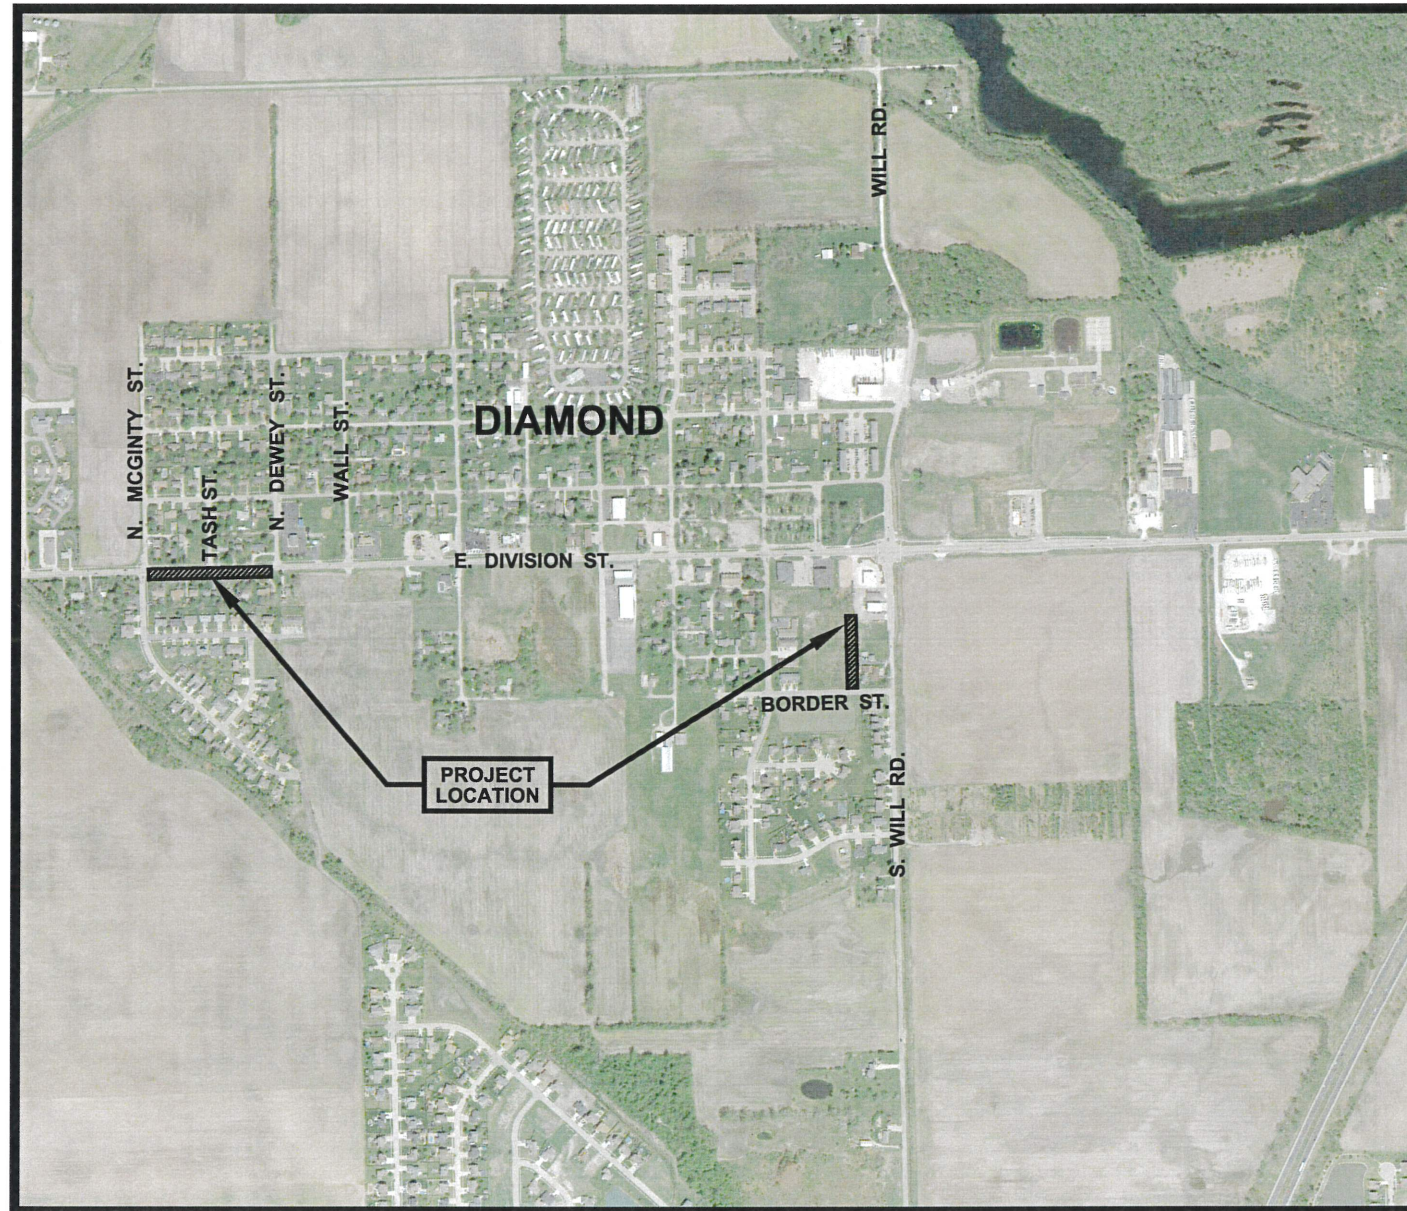 WILL RD.
N. MCGINTY ST.
TASH ST.
N. DEWEY ST.
WALL ST.
DIAMOND
E. DIVISION ST.
BORDER ST.
S. WILL RD.
PROJECT
LOCATION